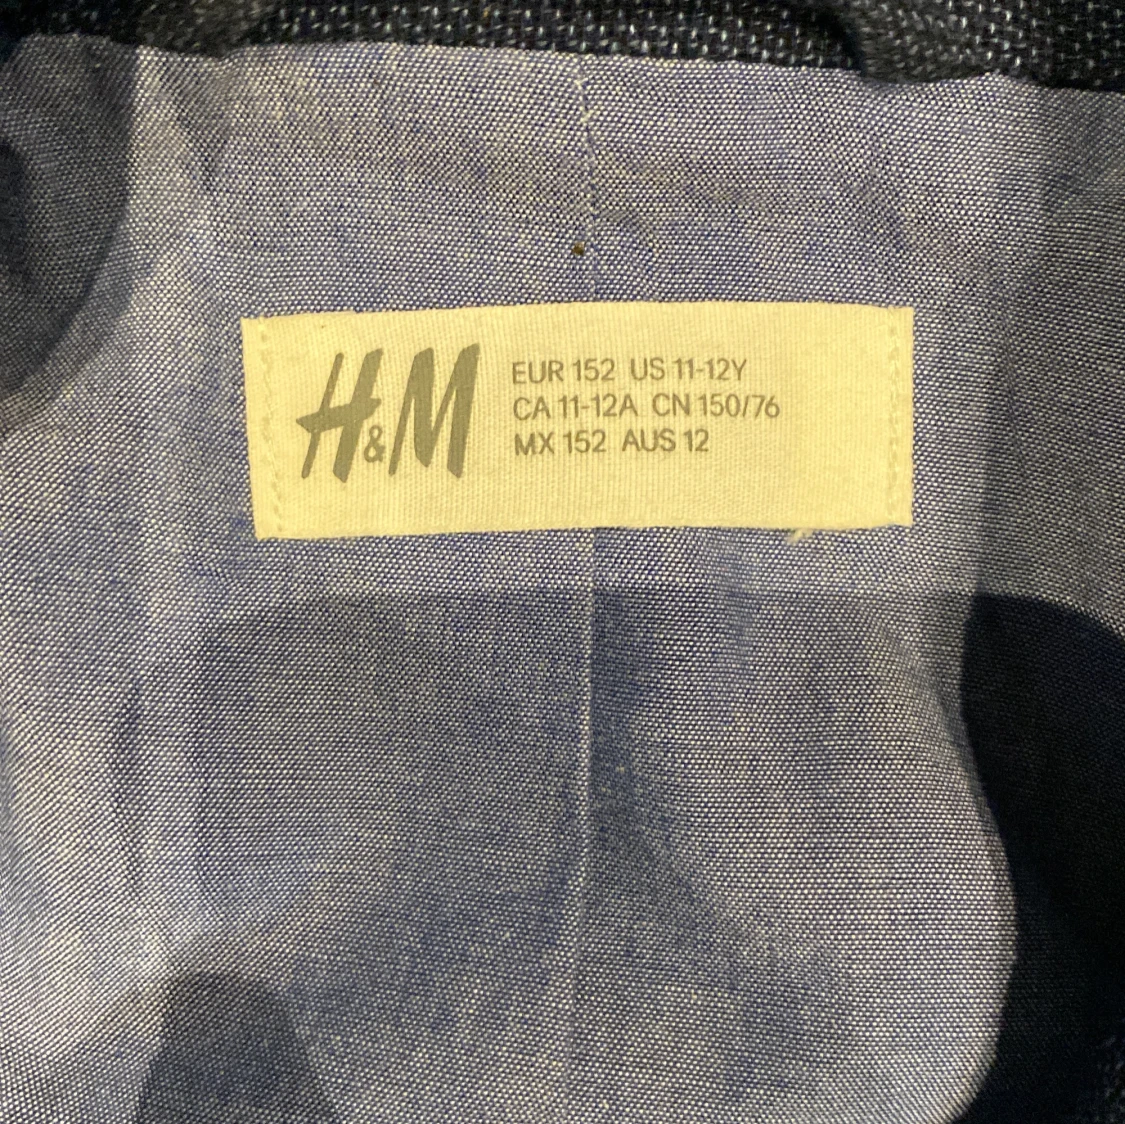 H&M
EUR 152 US 11-12Y
CA 11-12A CN 150/76
MX 152 AUS 12